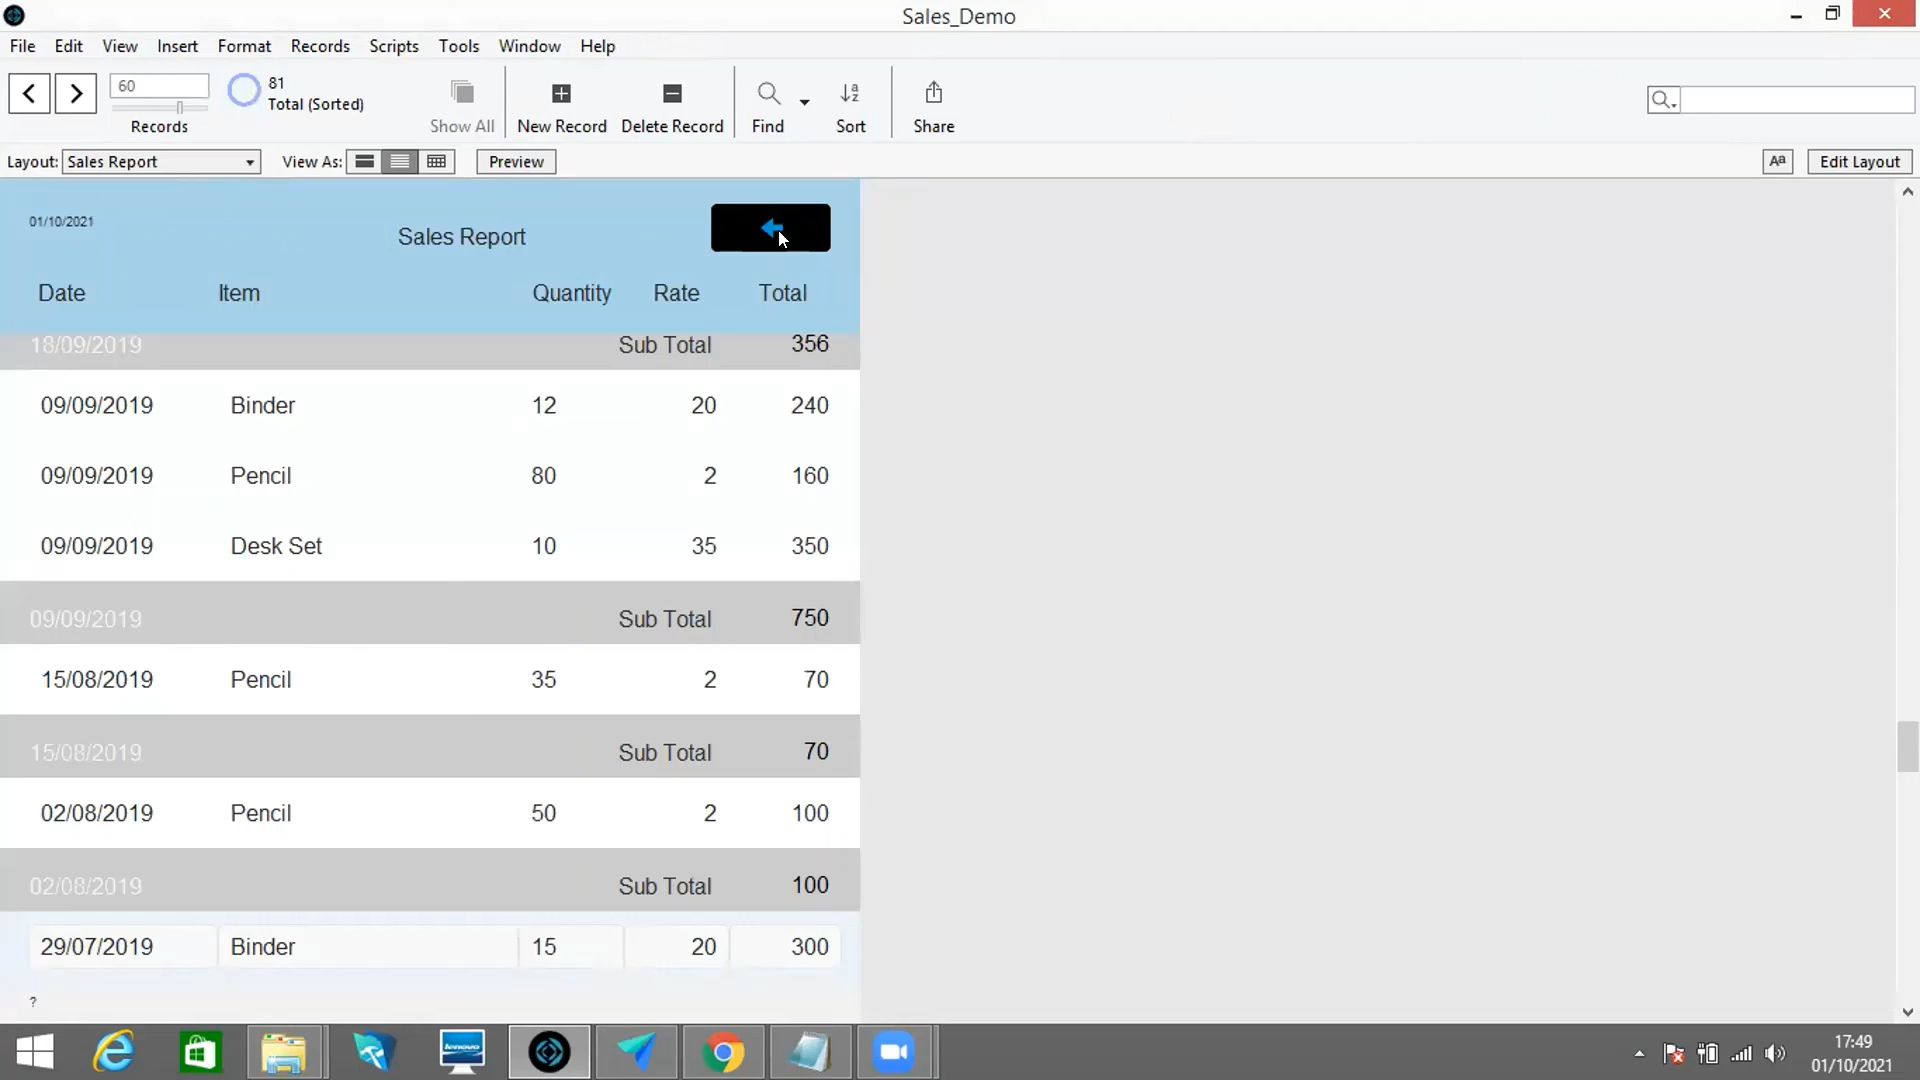 Sales_Demo
File Edit View Insert Format Records Scripts Tools Window Help
60
81
Total (Sorted)
Records
Show All
New Record
Delete Record
Find
Sort
Share
Layout: Sales Report
View As:
Preview
Aa
Edit Layout
01/10/2021
Sales Report
Date Item Quantity Rate Total
18/09/2019 Sub Total 356
09/09/2019 Binder 12 20 240
09/09/2019 Pencil 80 2 160
09/09/2019 Desk Set 10 35 350
09/09/2019 Sub Total 750
15/08/2019 Pencil 35 2 70
15/08/2019 Sub Total 70
02/08/2019 Pencil 50 2 100
02/08/2019 Sub Total 100
29/07/2019 Binder 15 20 300
?
lenovo
17:49
01/10/2021